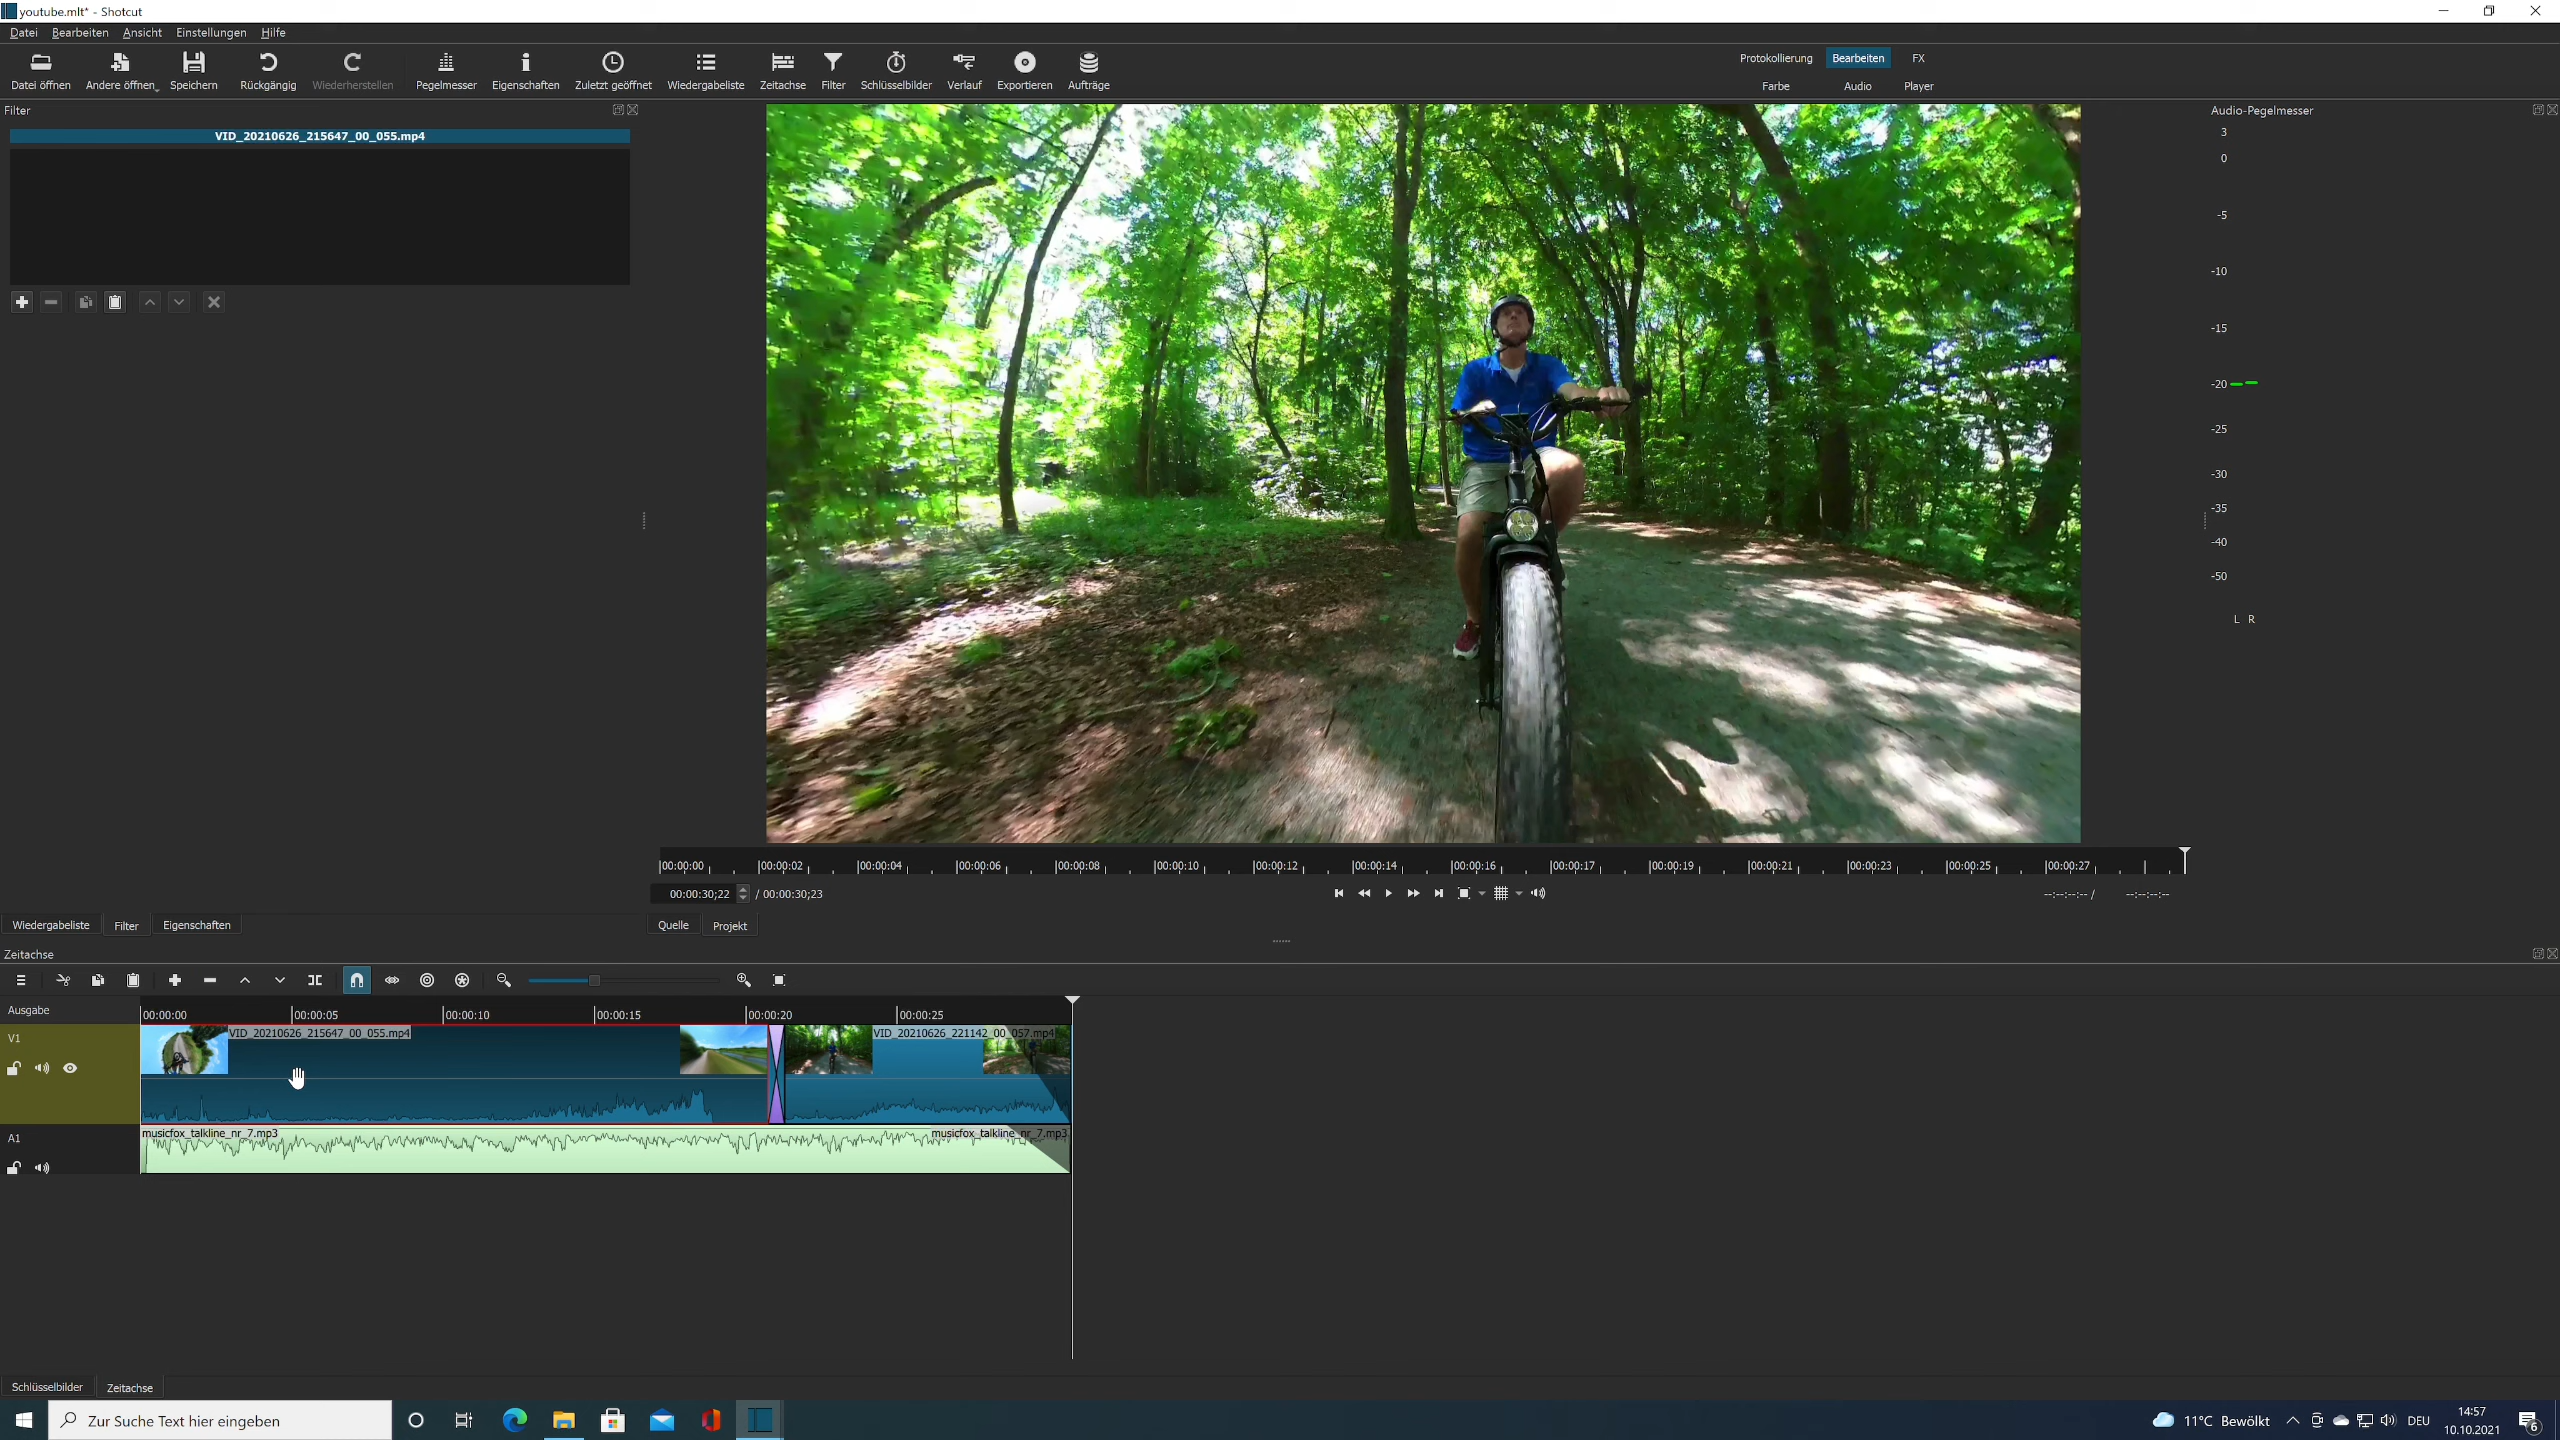 youtube.mlt* - Shotcut
Datei Bearbeiten Ansicht Einstellungen Hilfe
Datei öffnen Andere öffnen Speichern Rückgängig Wiederherstellen Pegelmesser Eigenschaften Zuletzt geöffnet Wiedergabeliste Zeitachse Filter Schlüsselbilder Verlauf Exportieren Aufträge
Protokollierung Bearbeiten FX
Farbe Audio Player
Filter
Audio-Pegelmesser
VID_20210626_215647_00_055.mp4
3
0
-5
-10
-15
-20
-25
-30
-35
-40
-50
L R
00:00:00 00:00:02 00:00:04 00:00:06 00:00:08 00:00:10 00:00:12 00:00:14 00:00:16 00:00:17 00:00:19 00:00:21 00:00:23 00:00:25 00:00:27
00:00:30;22 / 00:00:30;23
--:--:--:-- / --:--:--:--
Wiedergabeliste Filter Eigenschaften
Quelle Projekt
Zeitachse
Ausgabe
00:00:00 00:00:05 00:00:10 00:00:15 00:00:20 00:00:25
V1
VID_20210626_215647_00_055.mp4
VID_20210626_221142_00_057.mp4
A1
musicfox_talkline_nr_7.mp3
musicfox_talkline_nr_7.mp3
Schlüsselbilder Zeitachse
Zur Suche Text hier eingeben
11°C Bewölkt
DEU
14:57
10.10.2021
6